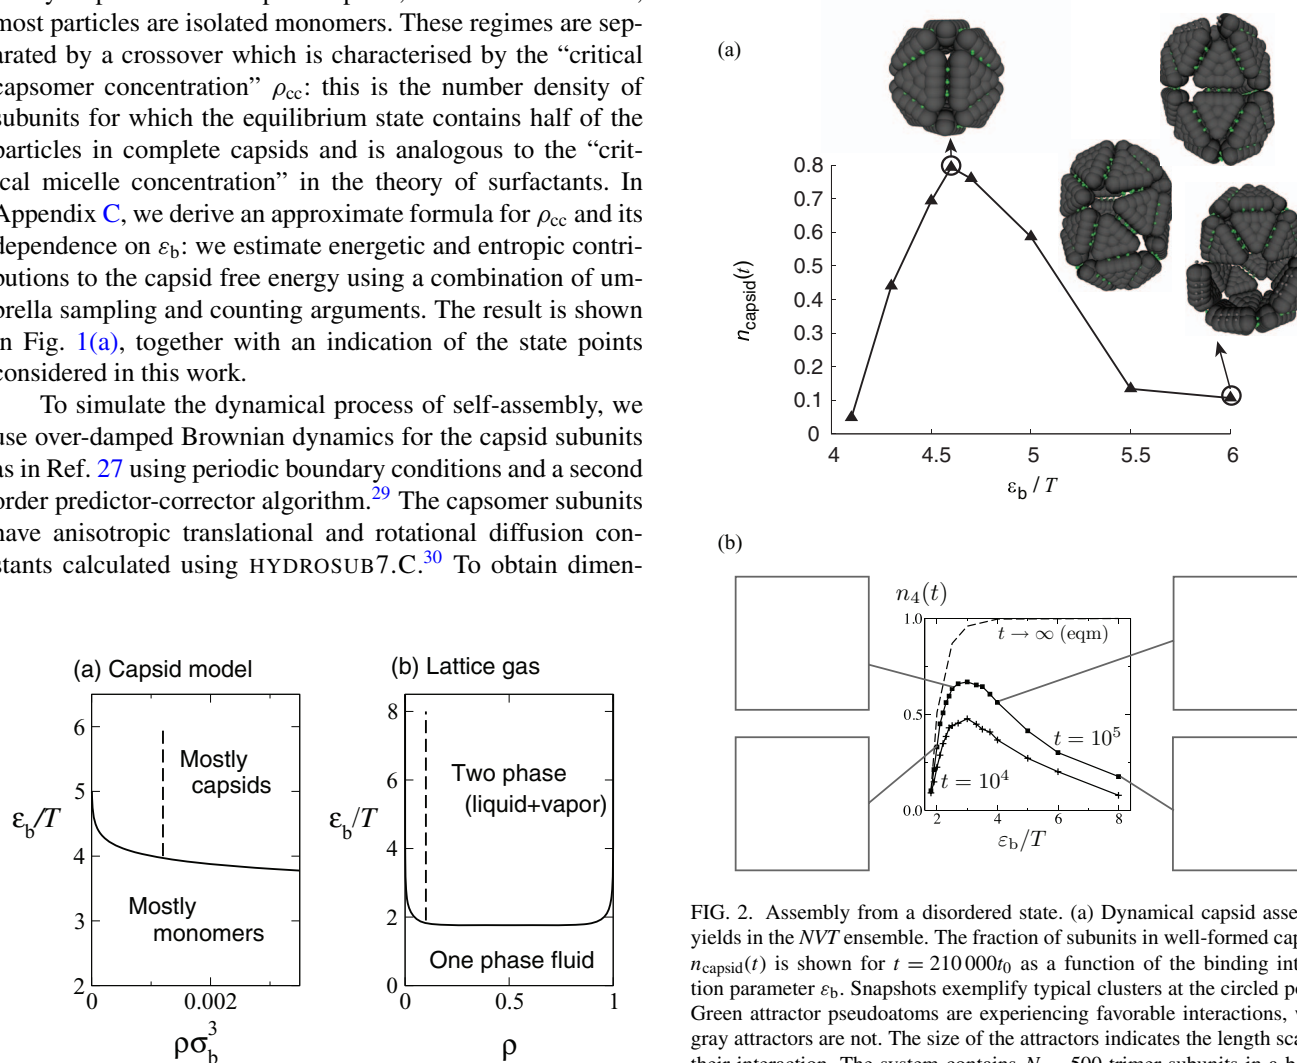 most particles are isolated monomers. These regimes are sep-
arated by a crossover which is characterised by the “critical
capsomer concentration” ρcc: this is the number density of
subunits for which the equilibrium state contains half of the
particles in complete capsids and is analogous to the “crit-
ical micelle concentration” in the theory of surfactants. In
Appendix C, we derive an approximate formula for ρcc and its
dependence on εb: we estimate energetic and entropic contri-
butions to the capsid free energy using a combination of um-
brella sampling and counting arguments. The result is shown
in Fig. 1(a), together with an indication of the state points
considered in this work.
To simulate the dynamical process of self-assembly, we
use over-damped Brownian dynamics for the capsid subunits
as in Ref. 27 using periodic boundary conditions and a second
order predictor-corrector algorithm.29 The capsomer subunits
have anisotropic translational and rotational diffusion con-
stants calculated using HYDROSUB7.C.30 To obtain dimen-
(a) Capsid model
6
5
4
3
2
εb/T
Mostly
capsids
Mostly
monomers
0
0.002
ρσb3
(b) Lattice gas
8
6
4
2
0
εb/T
Two phase
(liquid+vapor)
One phase fluid
0
0.5
1
ρ
(a)
0.8
0.7
0.6
0.5
0.4
0.3
0.2
0.1
0
ncapsid(t)
4
4.5
5
5.5
6
εb / T
(b)
n4(t)
1.0
0.5
0.0
t → ∞ (eqm)
t = 10^5
t = 10^4
2
4
6
8
εb/T
FIG. 2. Assembly from a disordered state. (a) Dynamical capsid asse
yields in the NVT ensemble. The fraction of subunits in well-formed cap
ncapsid(t) is shown for t = 210 000t0 as a function of the binding int
tion parameter εb. Snapshots exemplify typical clusters at the circled po
Green attractor pseudoatoms are experiencing favorable interactions, w
gray attractors are not. The size of the attractors indicates the length sca